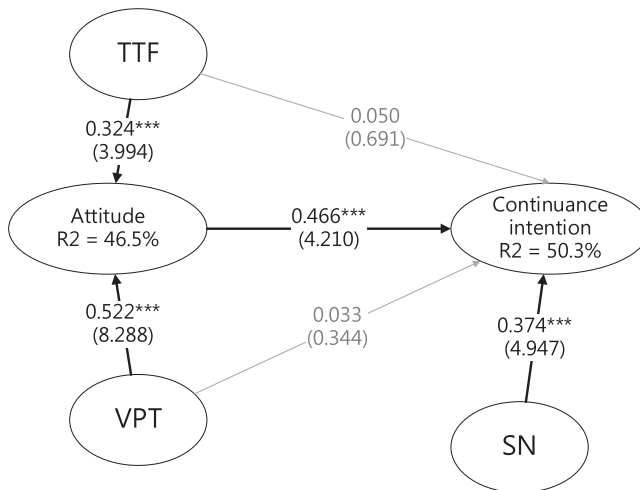 TTF
0.324***
(3.994)
0.050
(0.691)
Attitude
R2 = 46.5%
0.466***
(4.210)
Continuance
intention
R2 = 50.3%
0.522***
(8.288)
0.033
(0.344)
0.374***
(4.947)
VPT
SN